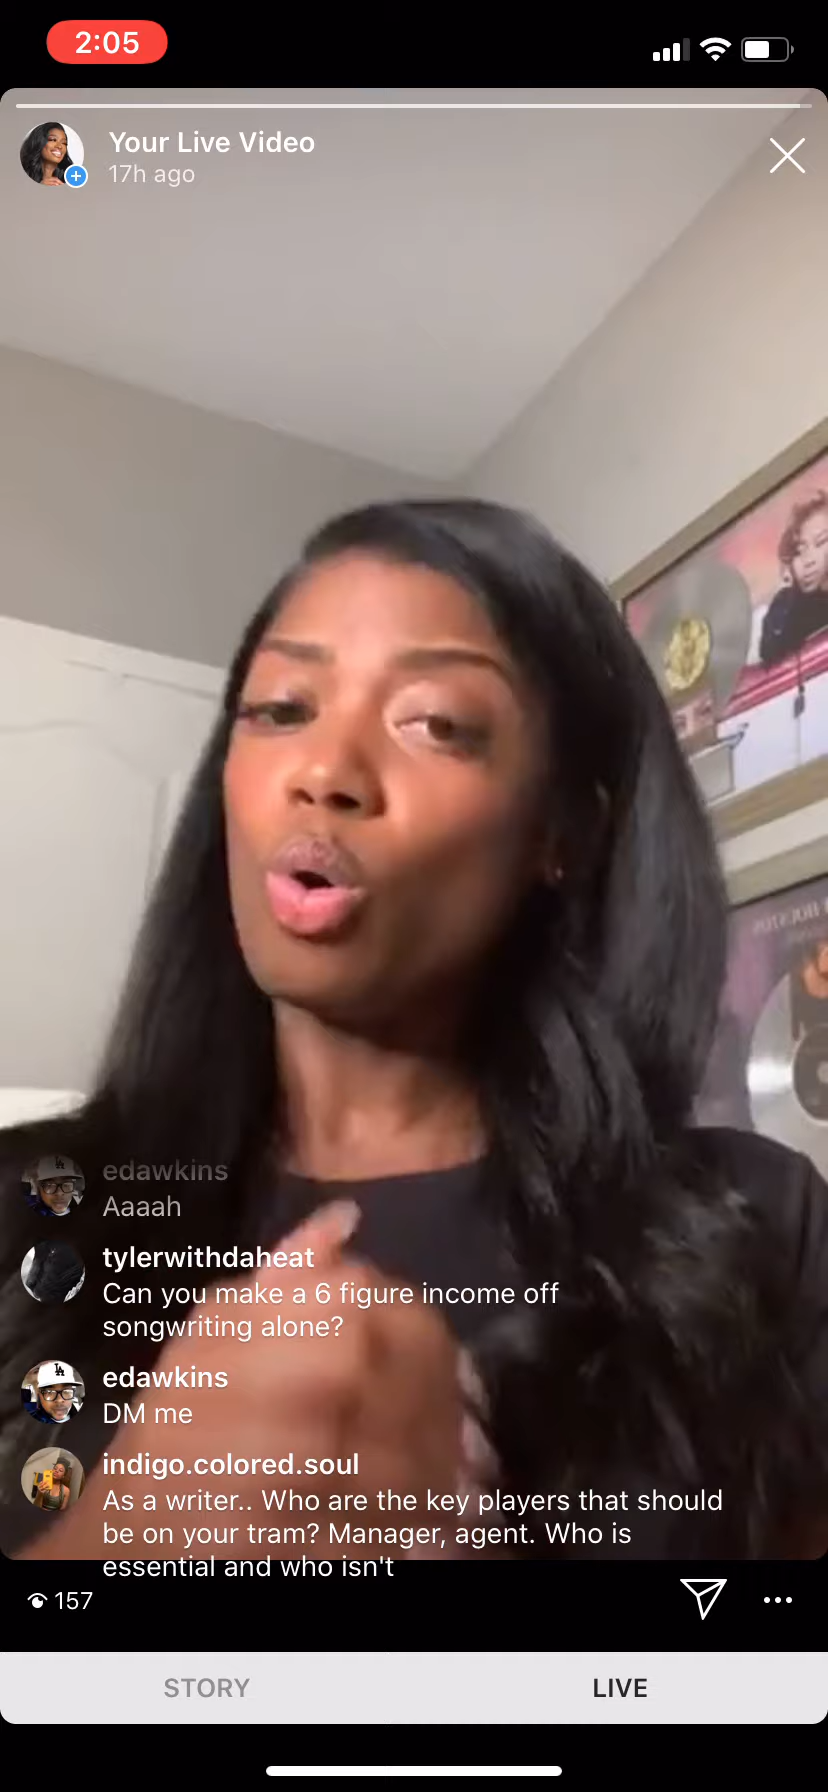 2:05
Your Live Video
17h ago
edawkins
Aaaah
tylerwithdaheat
Can you make a 6 figure income off
songwriting alone?
edawkins
DM me
indigo.colored.soul
As a writer.. Who are the key players that should
be on your tram? Manager, agent. Who is
essential and who isn't
157
STORY
LIVE